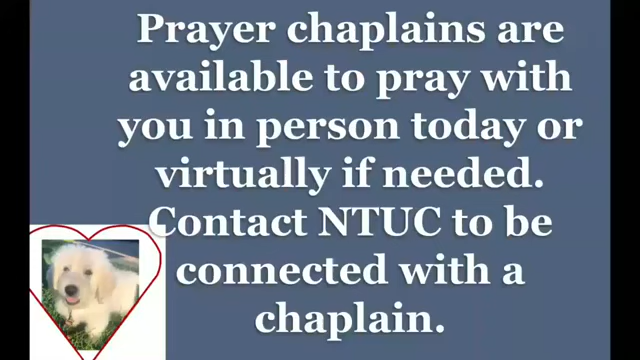 Prayer chaplains are
available to pray with
you in person today or
virtually if needed.
Contact NTUC to be
connected with a
chaplain.